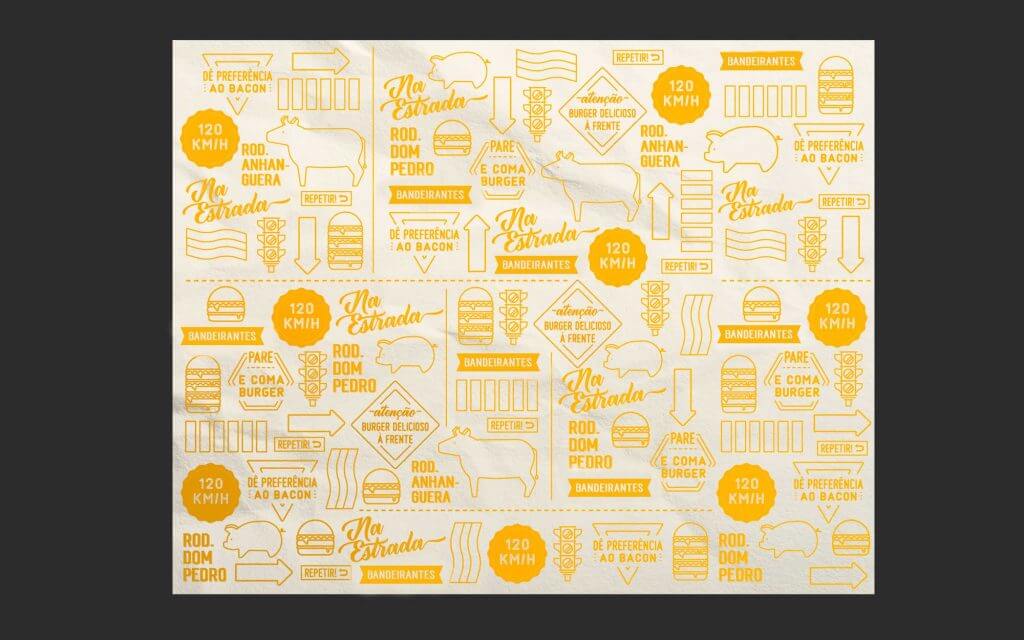 DÊ PREFERÊNCIA
AO BACON
120
KM/H
ROD.
ANHAN-
GUERA
Na
Estrada
REPETIR!
Na
Estrada
ROD.
DOM
PEDRO
BANDEIRANTES
PARE
E COMA
BURGER
DÊ PREFERÊNCIA
AO BACON
Na
Estrada
BANDEIRANTES
atenção
BURGER DELICIOSO
À FRENTE
REPETIR!
120
KM/H
ROD.
ANHAN-
GUERA
120
KM/H
REPETIR!
BANDEIRANTES
DÊ PREFERÊNCIA
AO BACON
Na
Estrada
REPETIR!
BANDEIRANTES
120
KM/H
Na
Estrada
PARE
E COMA
BURGER
ROD.
DOM
PEDRO
REPETIR!
atenção
BURGER DELICIOSO
À FRENTE
120
KM/H
DÊ PREFERÊNCIA
AO BACON
ROD.
ANHAN-
GUERA
BANDEIRANTES
REPETIR!
atenção
BURGER DELICIOSO
À FRENTE
Na
Estrada
ROD.
DOM
PEDRO
BANDEIRANTES
PARE
E COMA
BURGER
BANDEIRANTES
120
KM/H
PARE
E COMA
BURGER
REPETIR!
120
KM/H
DÊ PREFERÊNCIA
AO BACON
ROD.
DOM
PEDRO
REPETIR!
Na
Estrada
BANDEIRANTES
120
KM/H
DÊ PREFERÊNCIA
AO BACON
ROD.
DOM
PEDRO